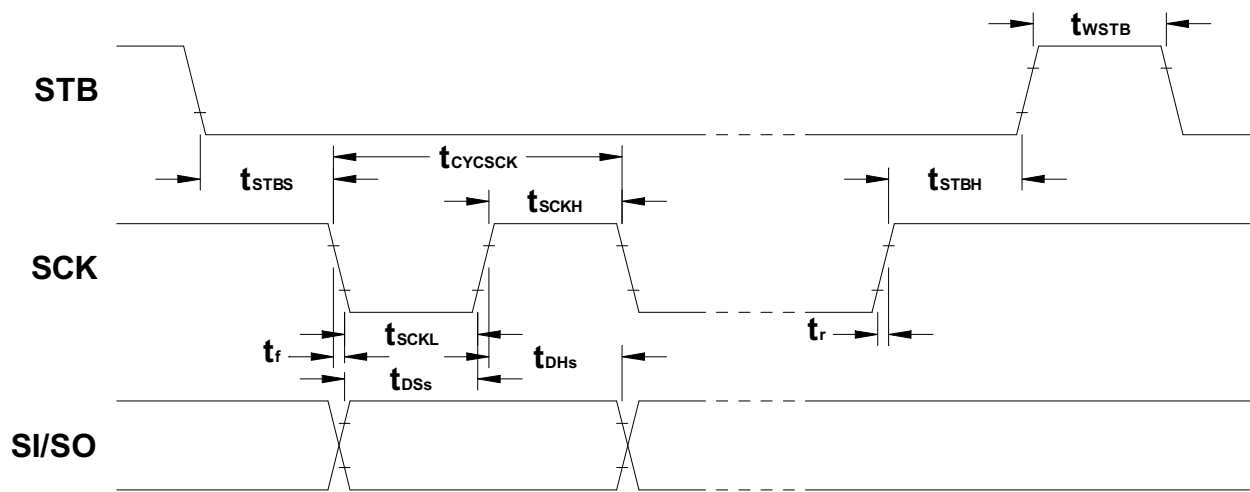 tWSTB
STB
tCYCSCK
tSTBS
tSTBH
tSCKH
SCK
tSCKL
tr
tf
tDHs
tDSs
SI/SO